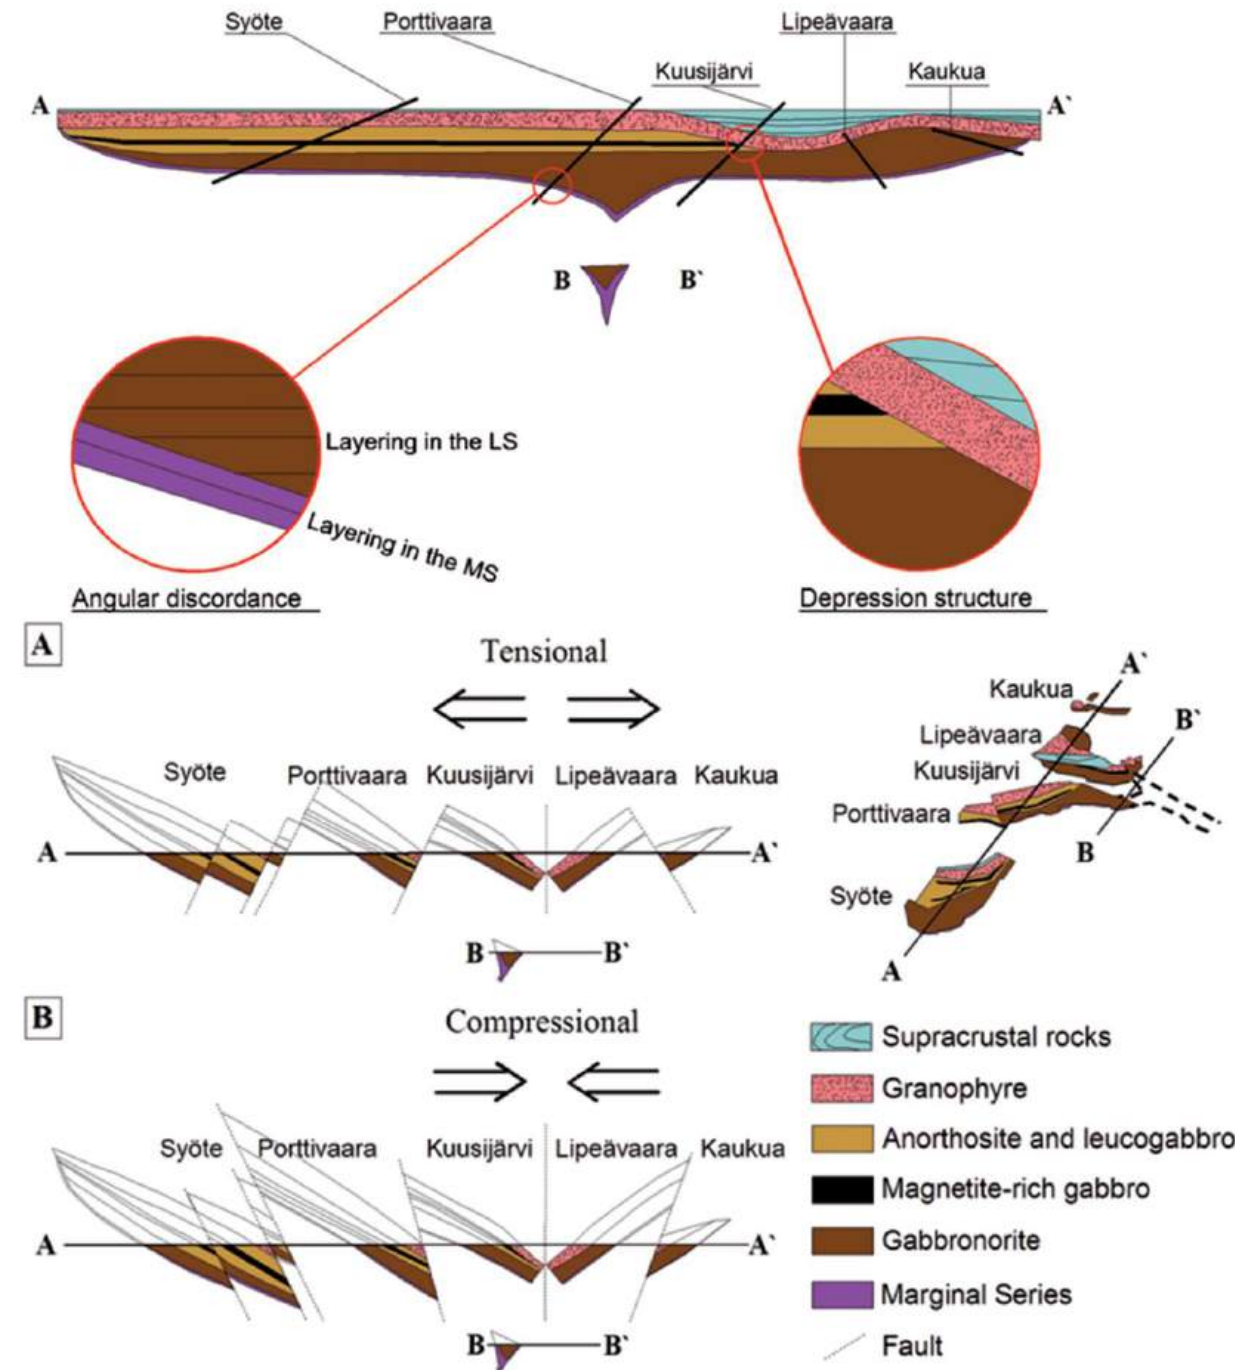 Syöte
Porttivaara
Lipeävaara
Kuusijärvi
Kaukua
A
A`
B
B`
Layering in the LS
Layering in the MS
Angular discordance
Depression structure
A
Tensional
Syöte
Porttivaara
Kuusijärvi
Lipeävaara
Kaukua
A
A`
B
B`
A`
Kaukua
B`
Lipeävaara
Kuusijärvi
Porttivaara
B
Syöte
A
B
Compressional
Syöte
Porttivaara
Kuusijärvi
Lipeävaara
Kaukua
A
A`
B
B`
Supracrustal rocks
Granophyre
Anorthosite and leucogabbro
Magnetite-rich gabbro
Gabbronorite
Marginal Series
Fault